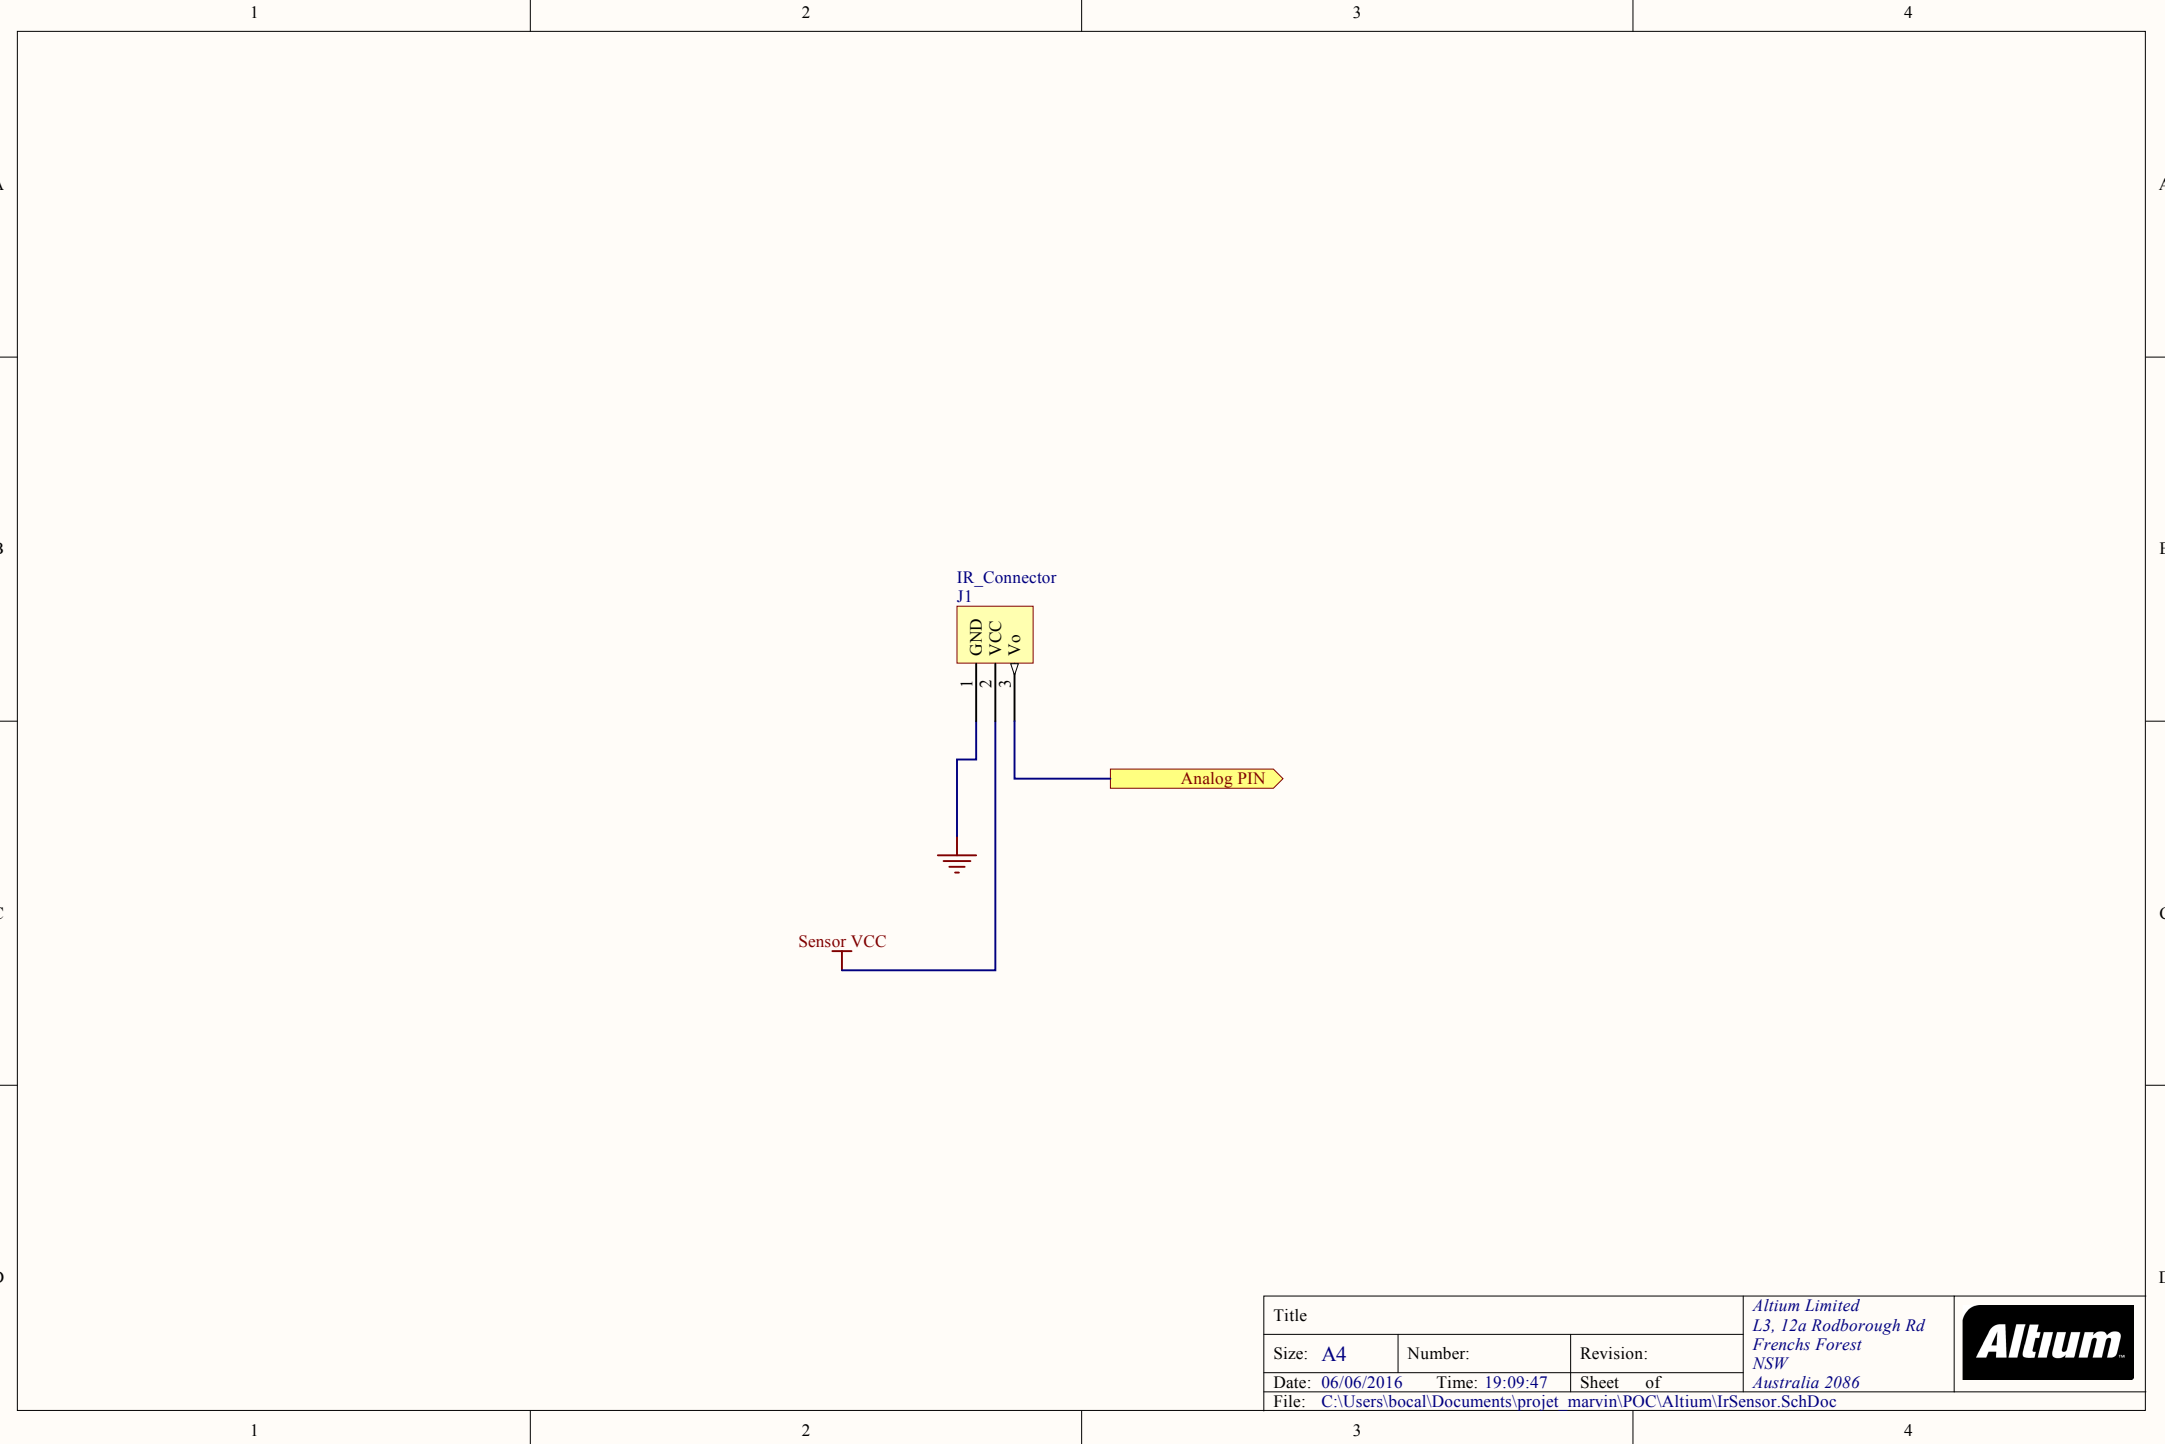 1 2 3 4
A A
IR_Connector
J1
GND
VCC
Vo
1
2
3
B B
Analog PIN
Sensor VCC
C C
D D
Title
Size: A4 Number: Revision:
Date: 06/06/2016 Time: 19:09:47 Sheet of
File: C:\Users\bocal\Documents\projet_marvin\POC\Altium\IrSensor.SchDoc
Altium Limited
L3, 12a Rodborough Rd
Frenchs Forest
NSW
Australia 2086
Altium
1 2 3 4